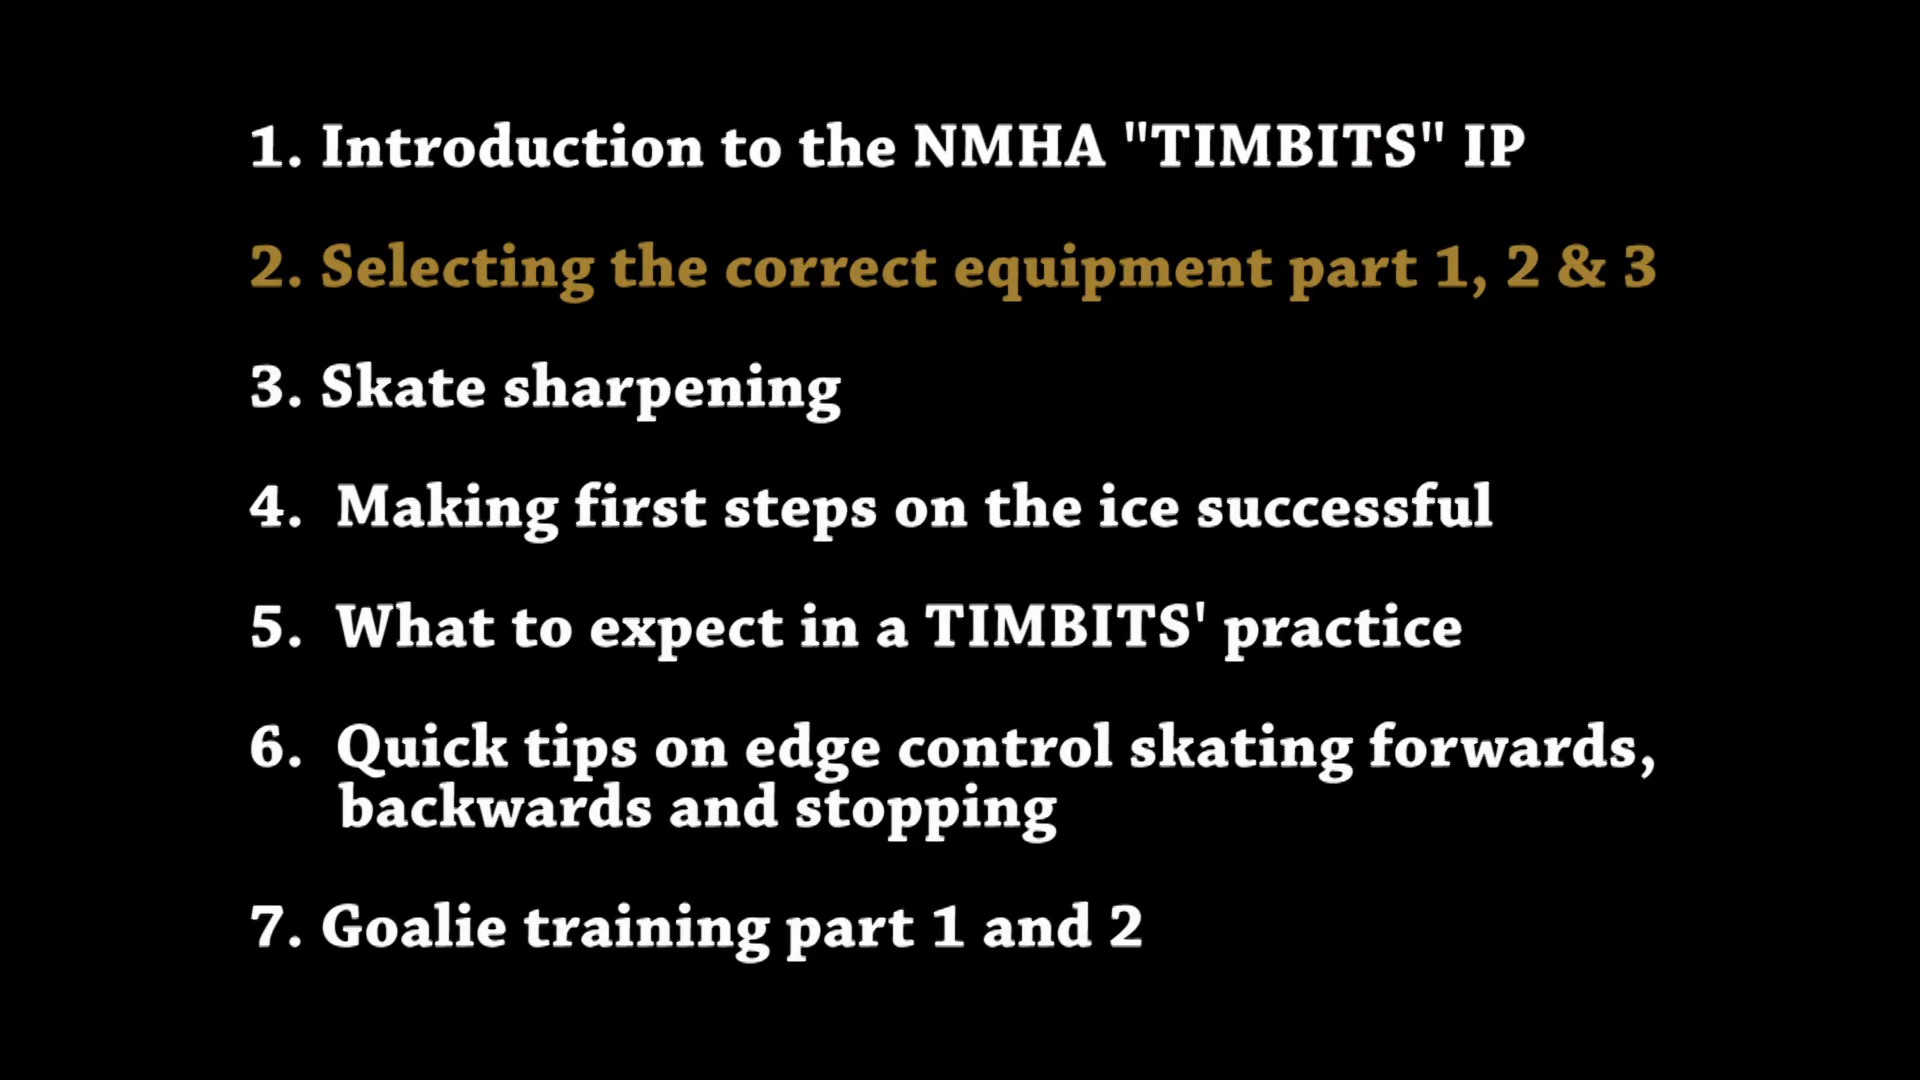 1. Introduction to the NMHA "TIMBITS" IP
2. Selecting the correct equipment part 1, 2 & 3
3. Skate sharpening
4. Making first steps on the ice successful
5. What to expect in a TIMBITS' practice
6. Quick tips on edge control skating forwards,
backwards and stopping
7. Goalie training part 1 and 2